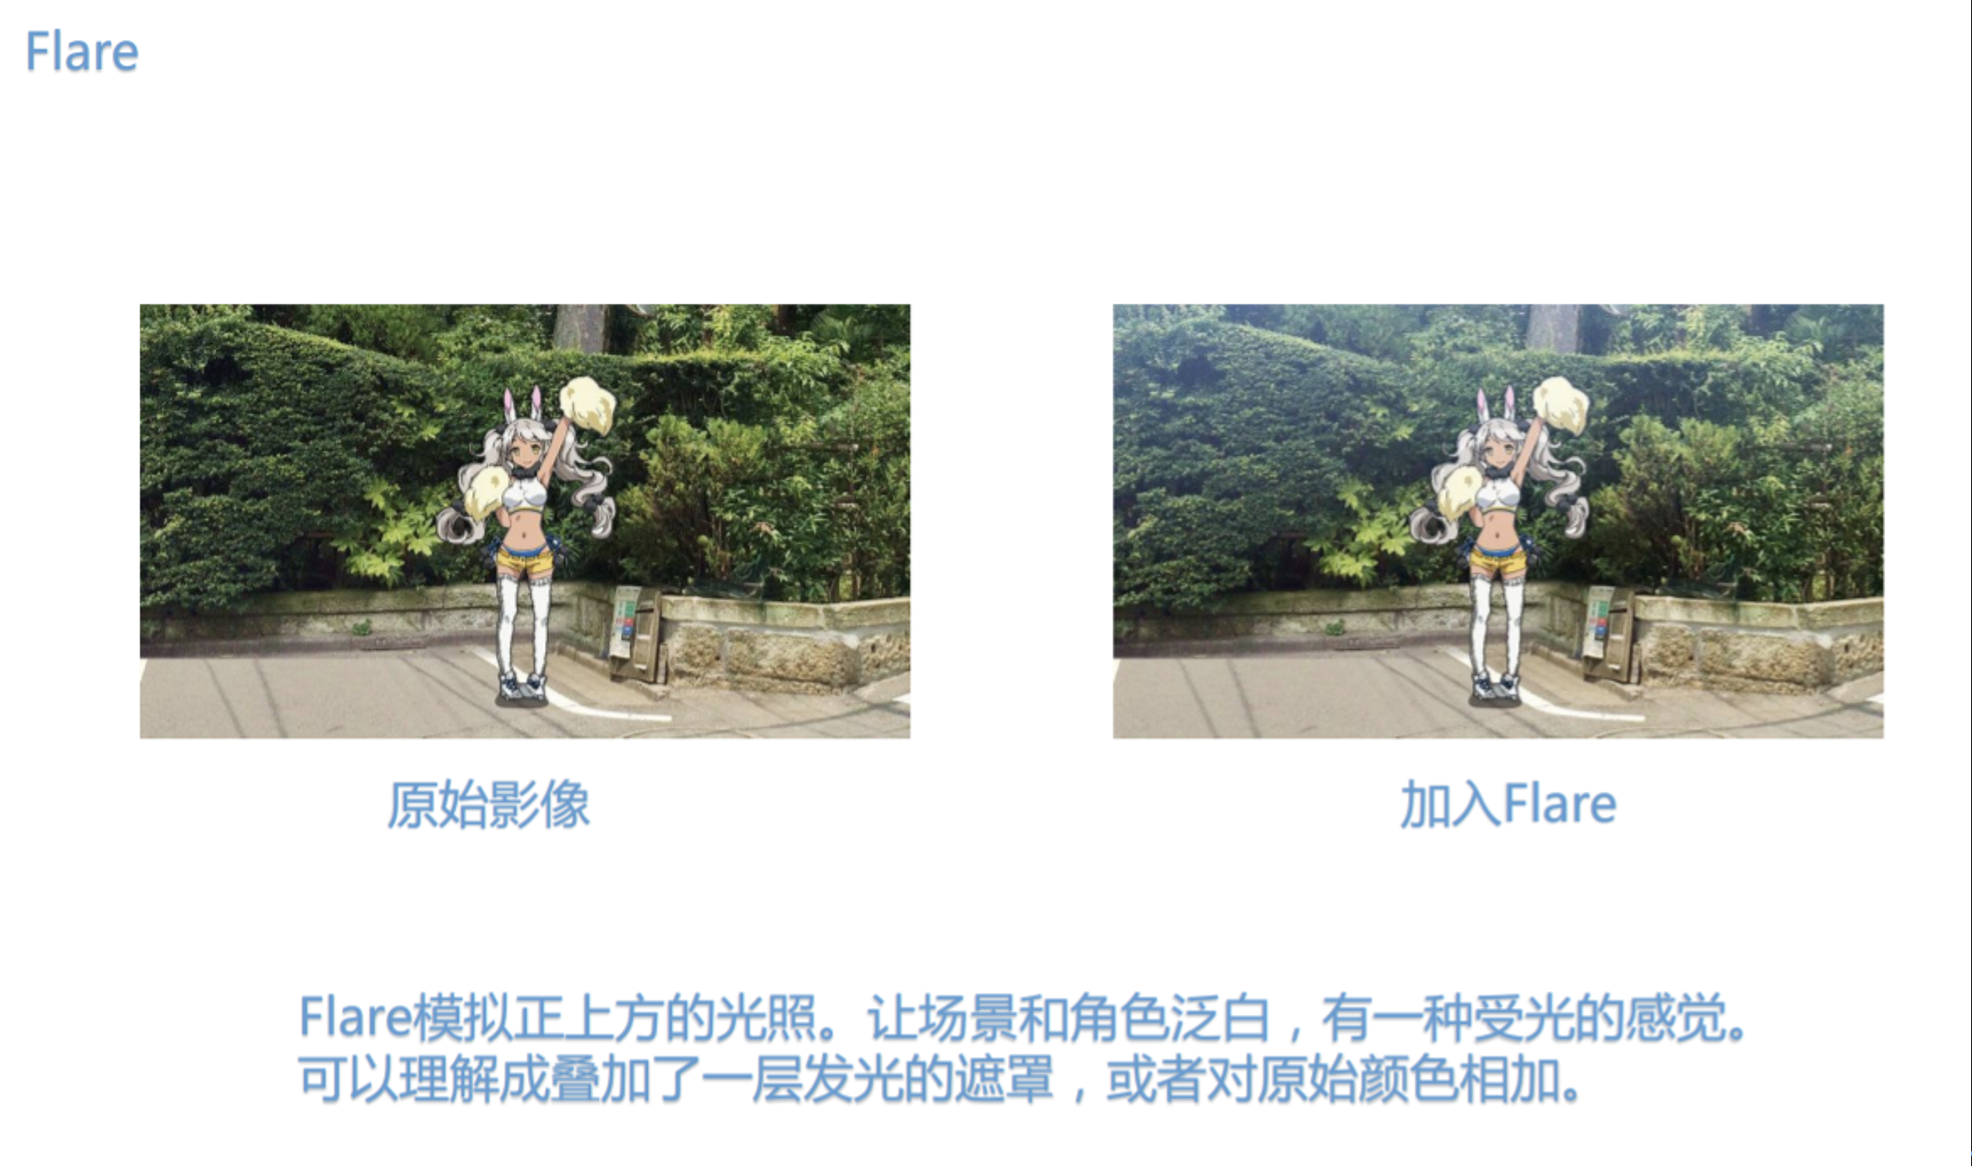 Flare
原始影像
加入Flare
Flare模拟正上方的光照。让场景和角色泛白，有一种受光的感觉。
可以理解成叠加了一层发光的遮罩，或者对原始颜色相加。